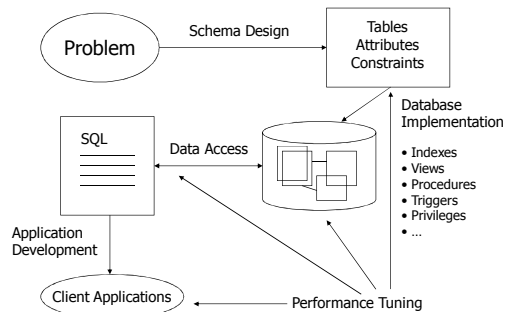 Problem
Schema Design
Tables
Attributes
Constraints
Database
Implementation
• Indexes
• Views
• Procedures
• Triggers
• Privileges
• ...
SQL
Data Access
Application
Development
Client Applications
Performance Tuning